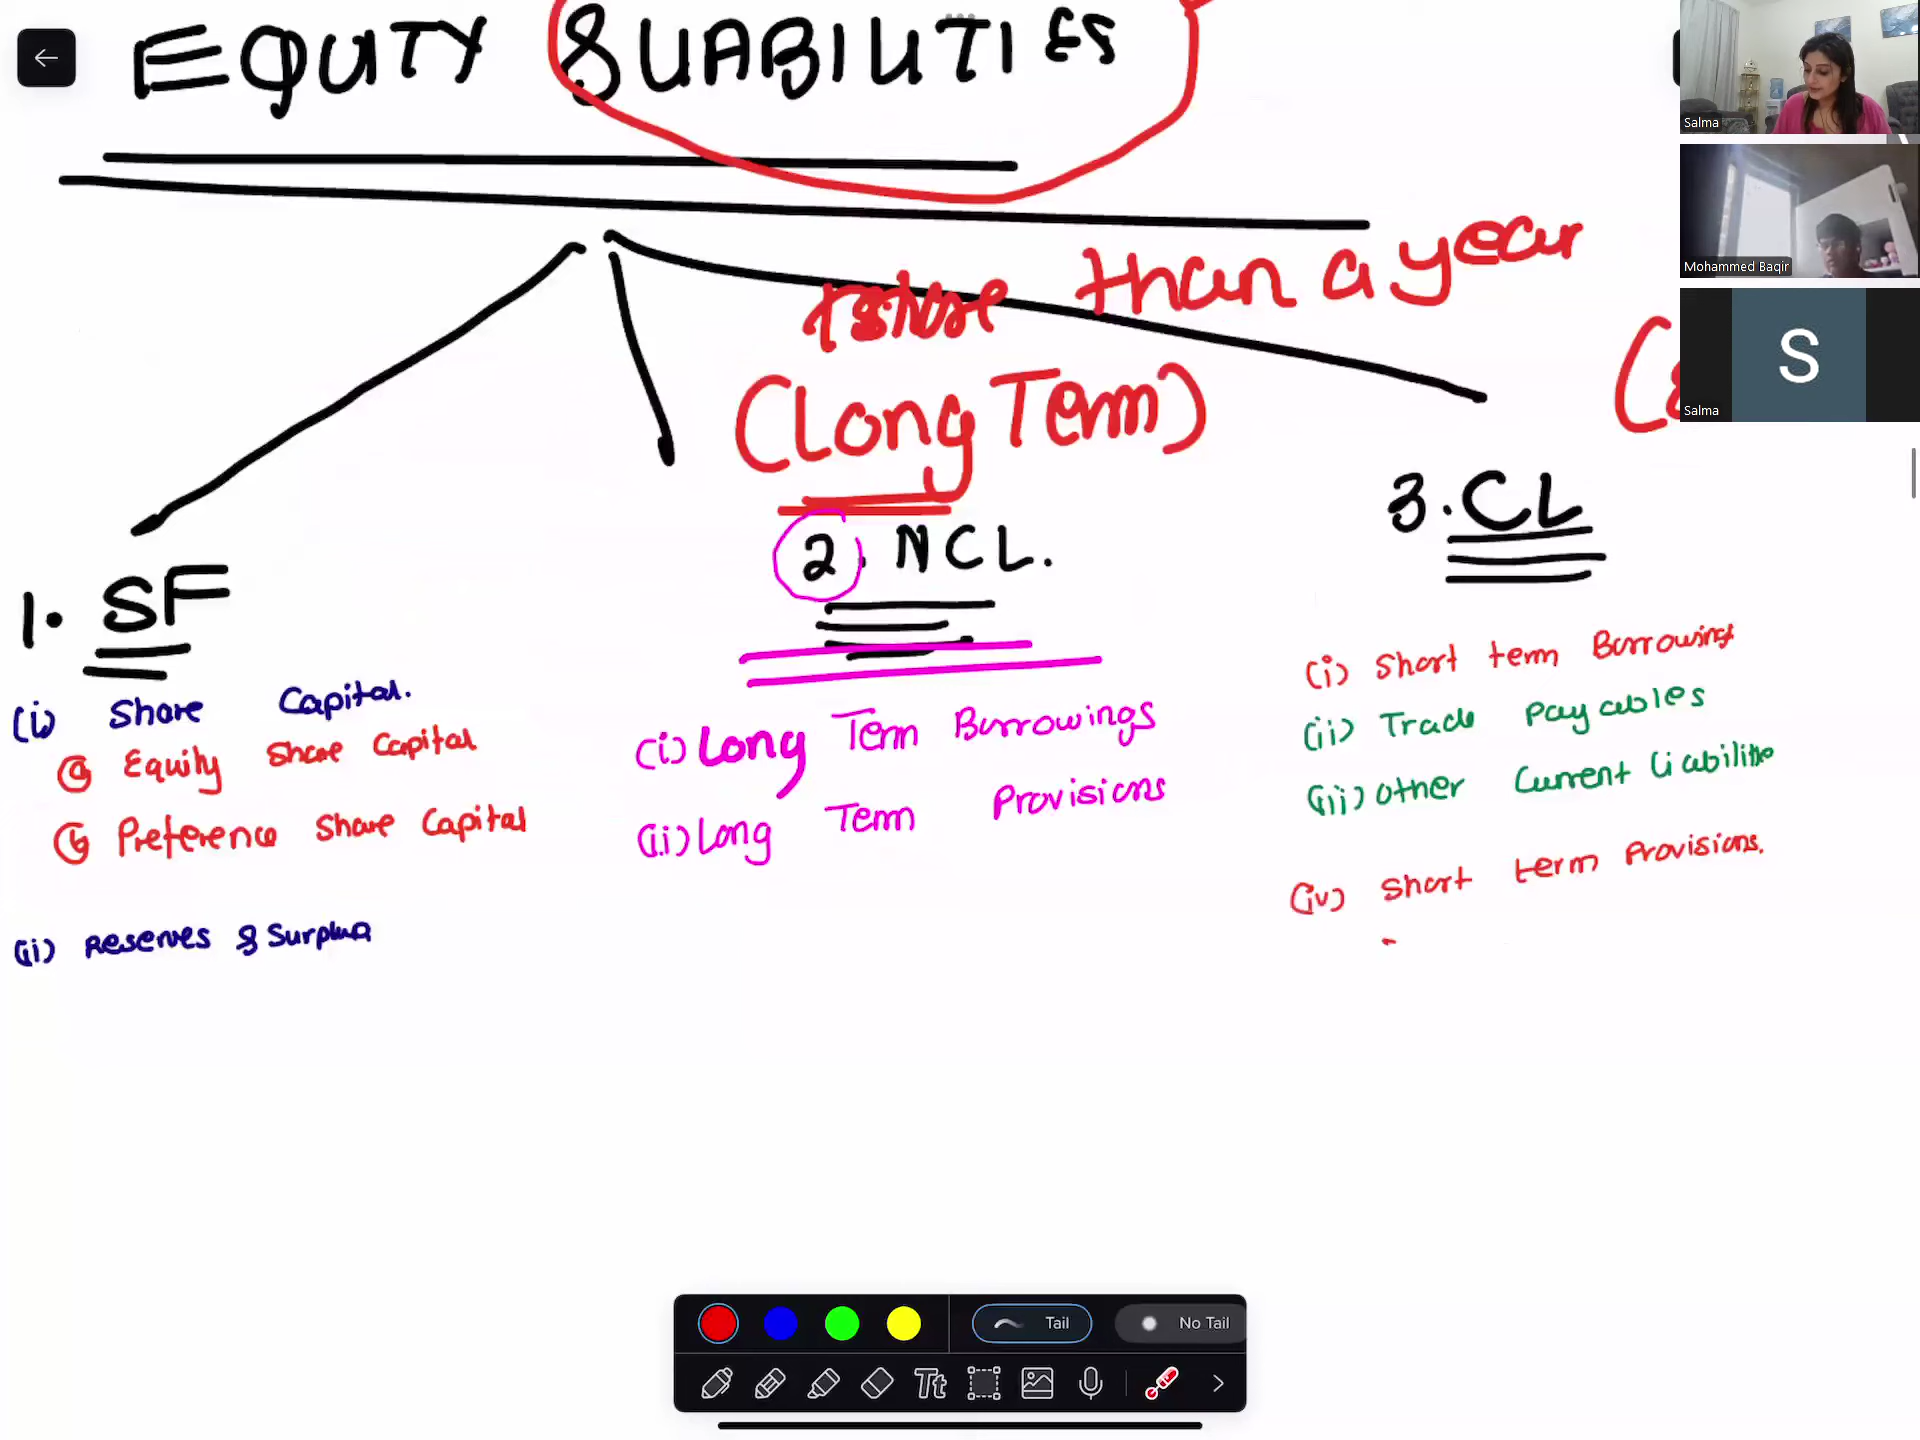 EQUITY & LIABILITIES
than a year
(Long Term)
1. SF
2. NCL.
3. CL
(i) Share Capital.
(a) Equity Share Capital
(b) Preference Share Capital
(ii) Reserves & Surplus
(i) Long Term Borrowings
(ii) Long Term Provisions
(i) Short term Borrowings
(ii) Trade Payables
(iii) Other Current Liabilities
(iv) Short term Provisions.
Salma
Mohammed Baqir
S
Salma
Tail
No Tail
Tt